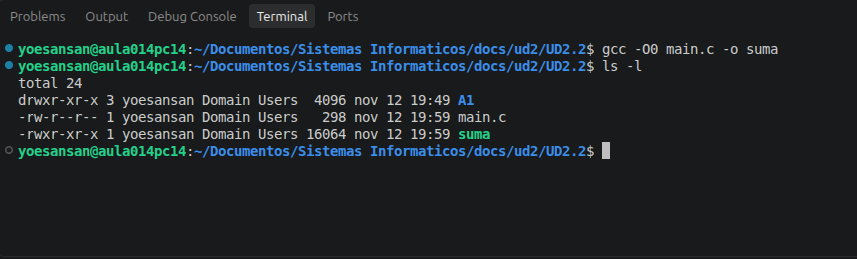 Problems Output Debug Console Terminal Ports
yoesansan@aula014pc14:~/Documentos/Sistemas Informaticos/docs/ud2/UD2.2$ gcc -O0 main.c -o suma
yoesansan@aula014pc14:~/Documentos/Sistemas Informaticos/docs/ud2/UD2.2$ ls -l
total 24
drwxr-xr-x 3 yoesansan Domain Users  4096 nov 12 19:49 A1
-rw-r--r-- 1 yoesansan Domain Users   298 nov 12 19:59 main.c
-rwxr-xr-x 1 yoesansan Domain Users 16064 nov 12 19:59 suma
yoesansan@aula014pc14:~/Documentos/Sistemas Informaticos/docs/ud2/UD2.2$